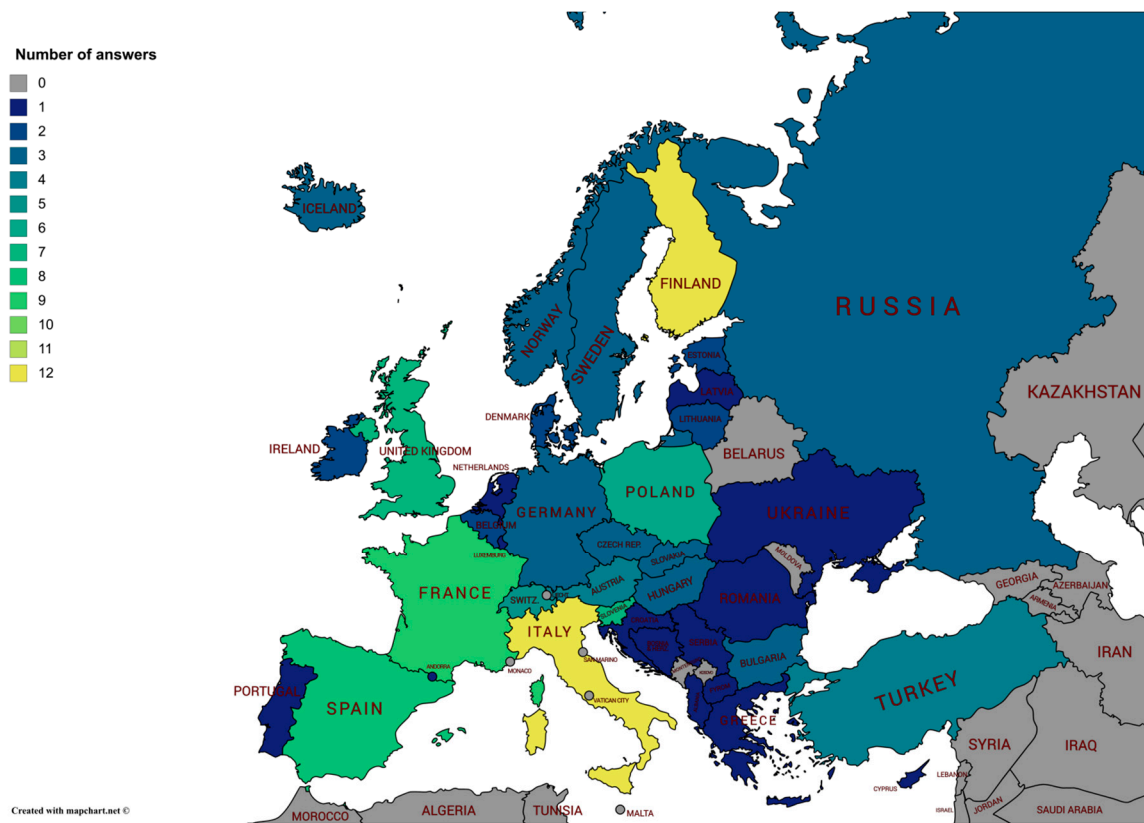 Number of answers
0
1
2
3
4
5
6
7
8
9
10
11
12
ICELAND
NORWAY
SWEDEN
FINLAND
RUSSIA
ESTONIA
LATVIA
LITHUANIA
DENMARK
KAZAKHSTAN
IRELAND
UNITED KINGDOM
NETHERLANDS
BELGIUM
LUXEMBURG
GERMANY
POLAND
BELARUS
UKRAINE
CZECH REP.
SLOVAKIA
MOLDOVA
FRANCE
SWITZ.
AUSTRIA
HUNGARY
ROMANIA
SLOVENIA
CROATIA
ITALY
SERBIA
BULGARIA
GEORGIA
AZERBAIJAN
ARMENIA
SAN MARINO
MONACO
VATICAN CITY
ANDORRA
PORTUGAL
SPAIN
GREECE
TURKEY
IRAN
SYRIA
IRAQ
LEBANON
CYPRUS
ISRAEL
JORDAN
SAUDI ARABIA
MOROCCO
ALGERIA
TUNISIA
MALTA
Created with mapchart.net ©